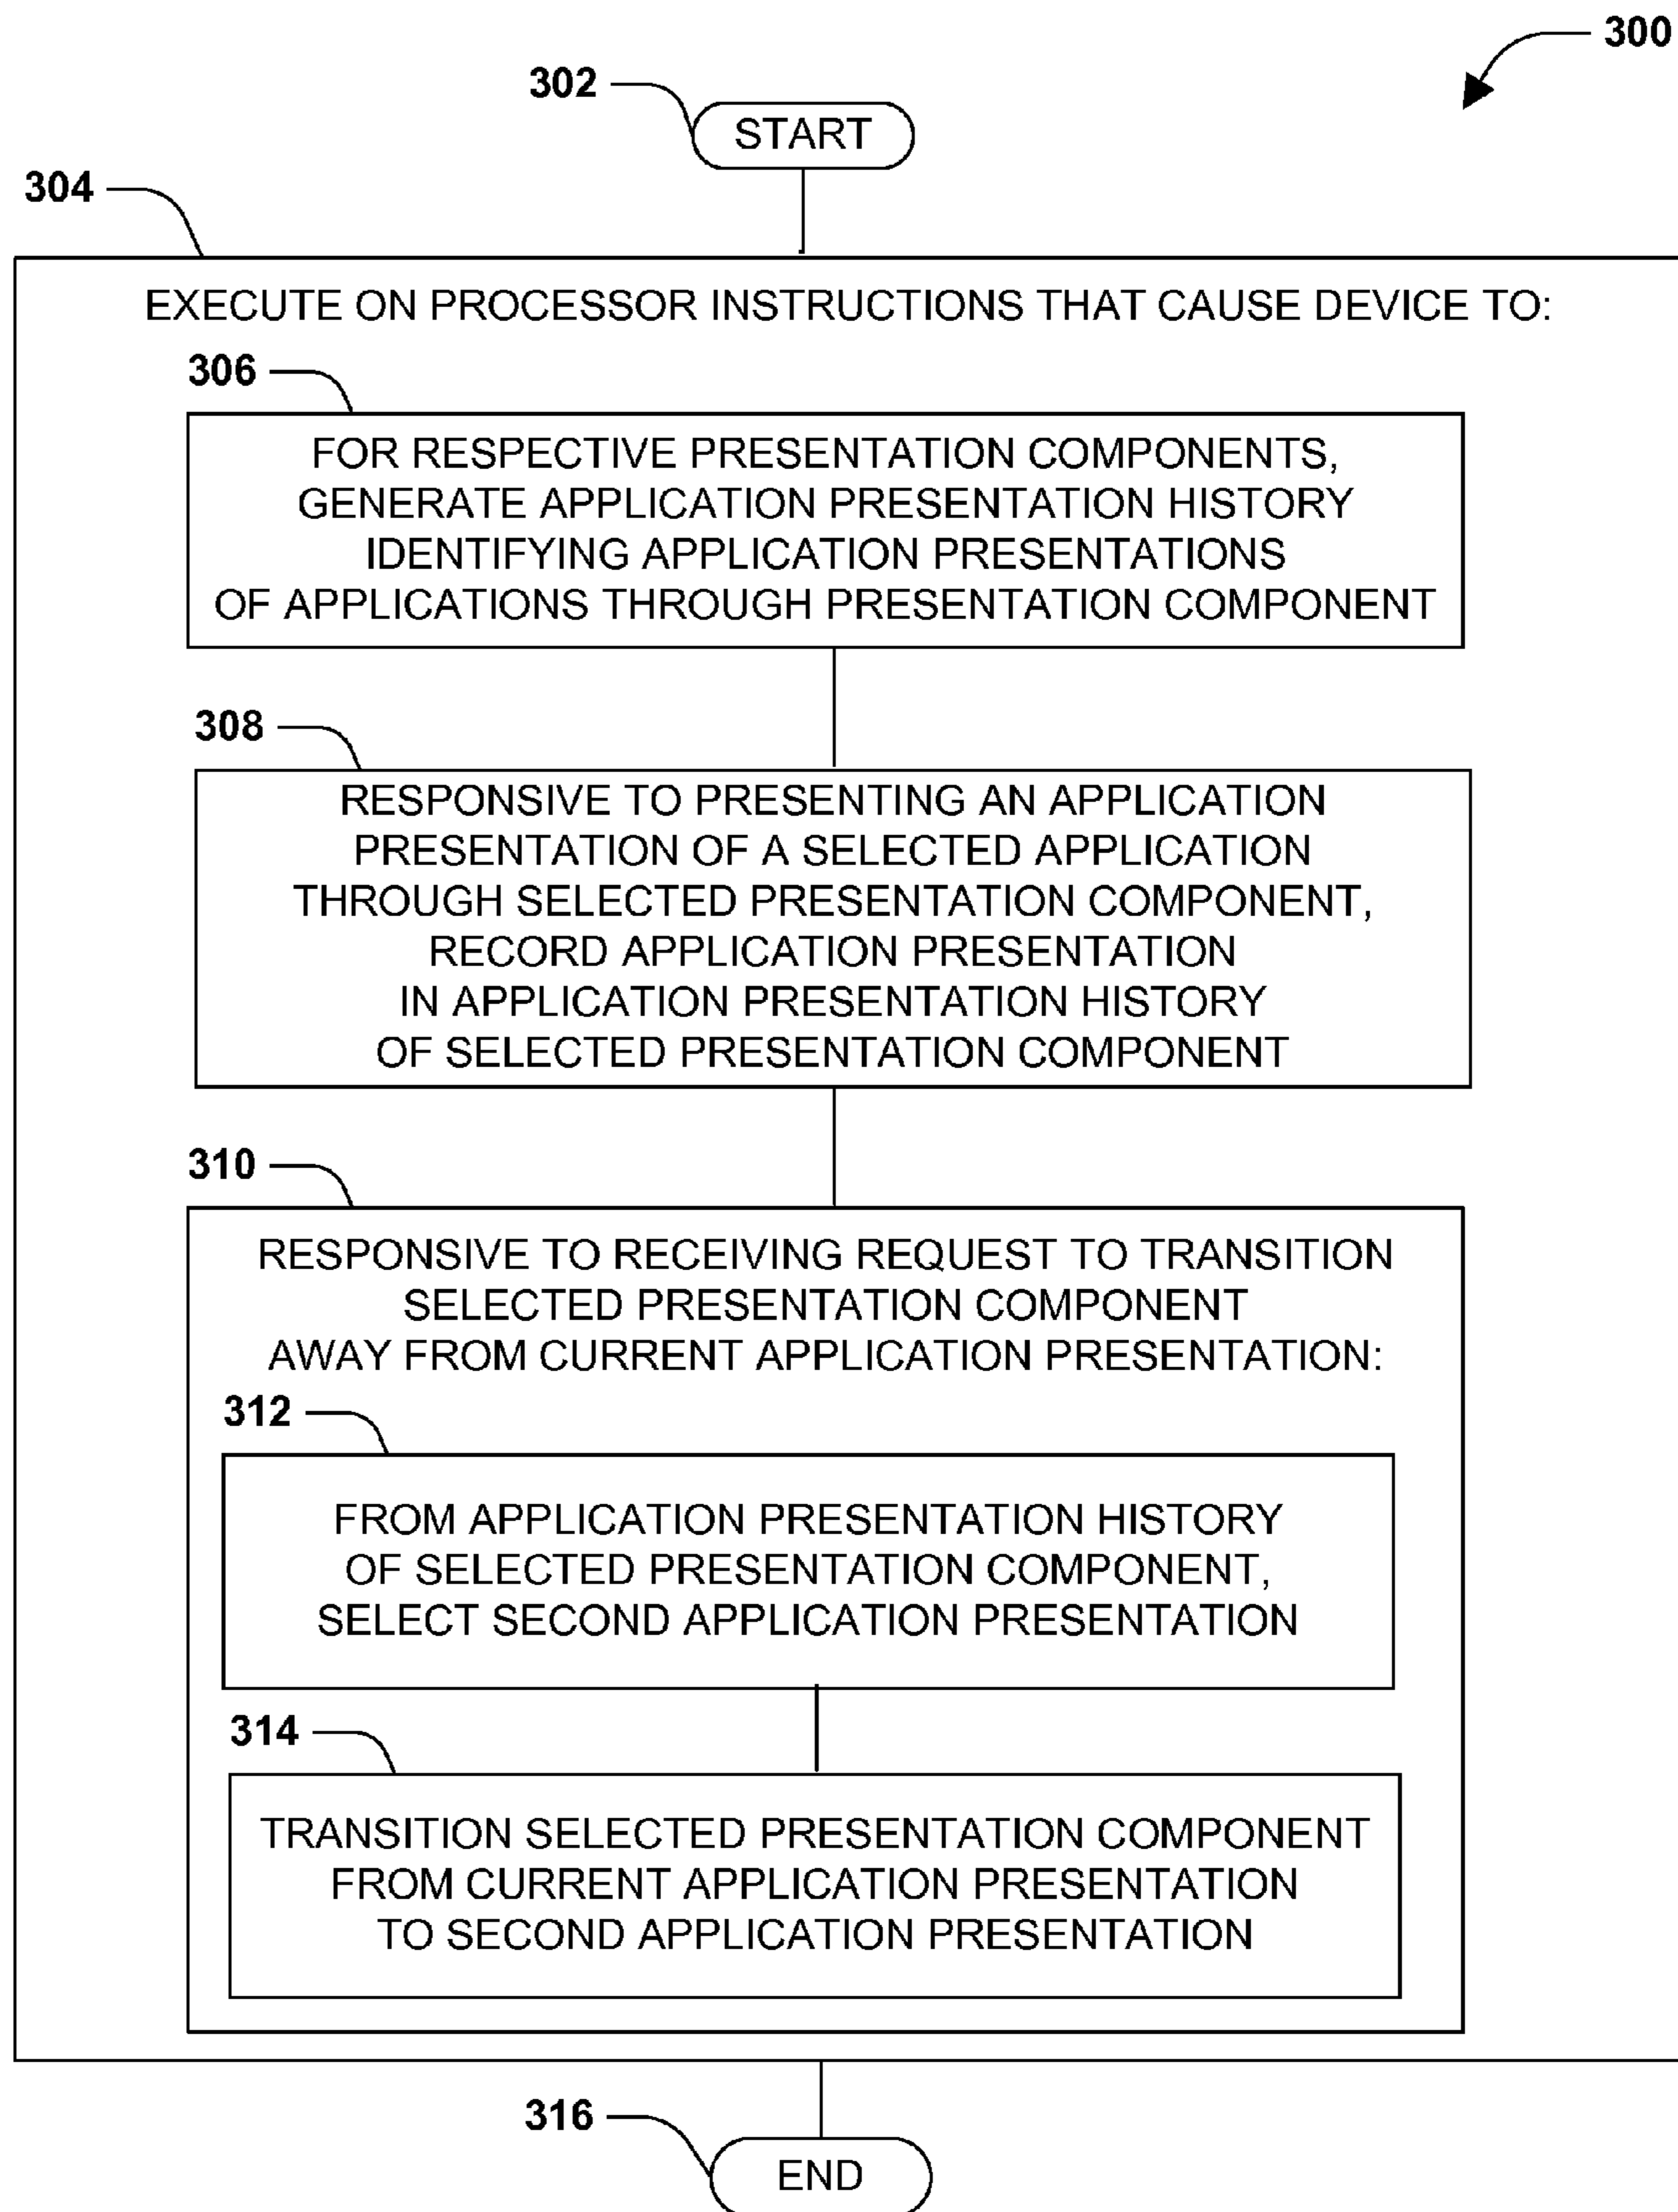 300
302
START
304
EXECUTE ON PROCESSOR INSTRUCTIONS THAT CAUSE DEVICE TO:
306
FOR RESPECTIVE PRESENTATION COMPONENTS,
GENERATE APPLICATION PRESENTATION HISTORY
IDENTIFYING APPLICATION PRESENTATIONS
OF APPLICATIONS THROUGH PRESENTATION COMPONENT
308
RESPONSIVE TO PRESENTING AN APPLICATION
PRESENTATION OF A SELECTED APPLICATION
THROUGH SELECTED PRESENTATION COMPONENT,
RECORD APPLICATION PRESENTATION
IN APPLICATION PRESENTATION HISTORY
OF SELECTED PRESENTATION COMPONENT
310
RESPONSIVE TO RECEIVING REQUEST TO TRANSITION
SELECTED PRESENTATION COMPONENT
AWAY FROM CURRENT APPLICATION PRESENTATION:
312
FROM APPLICATION PRESENTATION HISTORY
OF SELECTED PRESENTATION COMPONENT,
SELECT SECOND APPLICATION PRESENTATION
314
TRANSITION SELECTED PRESENTATION COMPONENT
FROM CURRENT APPLICATION PRESENTATION
TO SECOND APPLICATION PRESENTATION
316
END